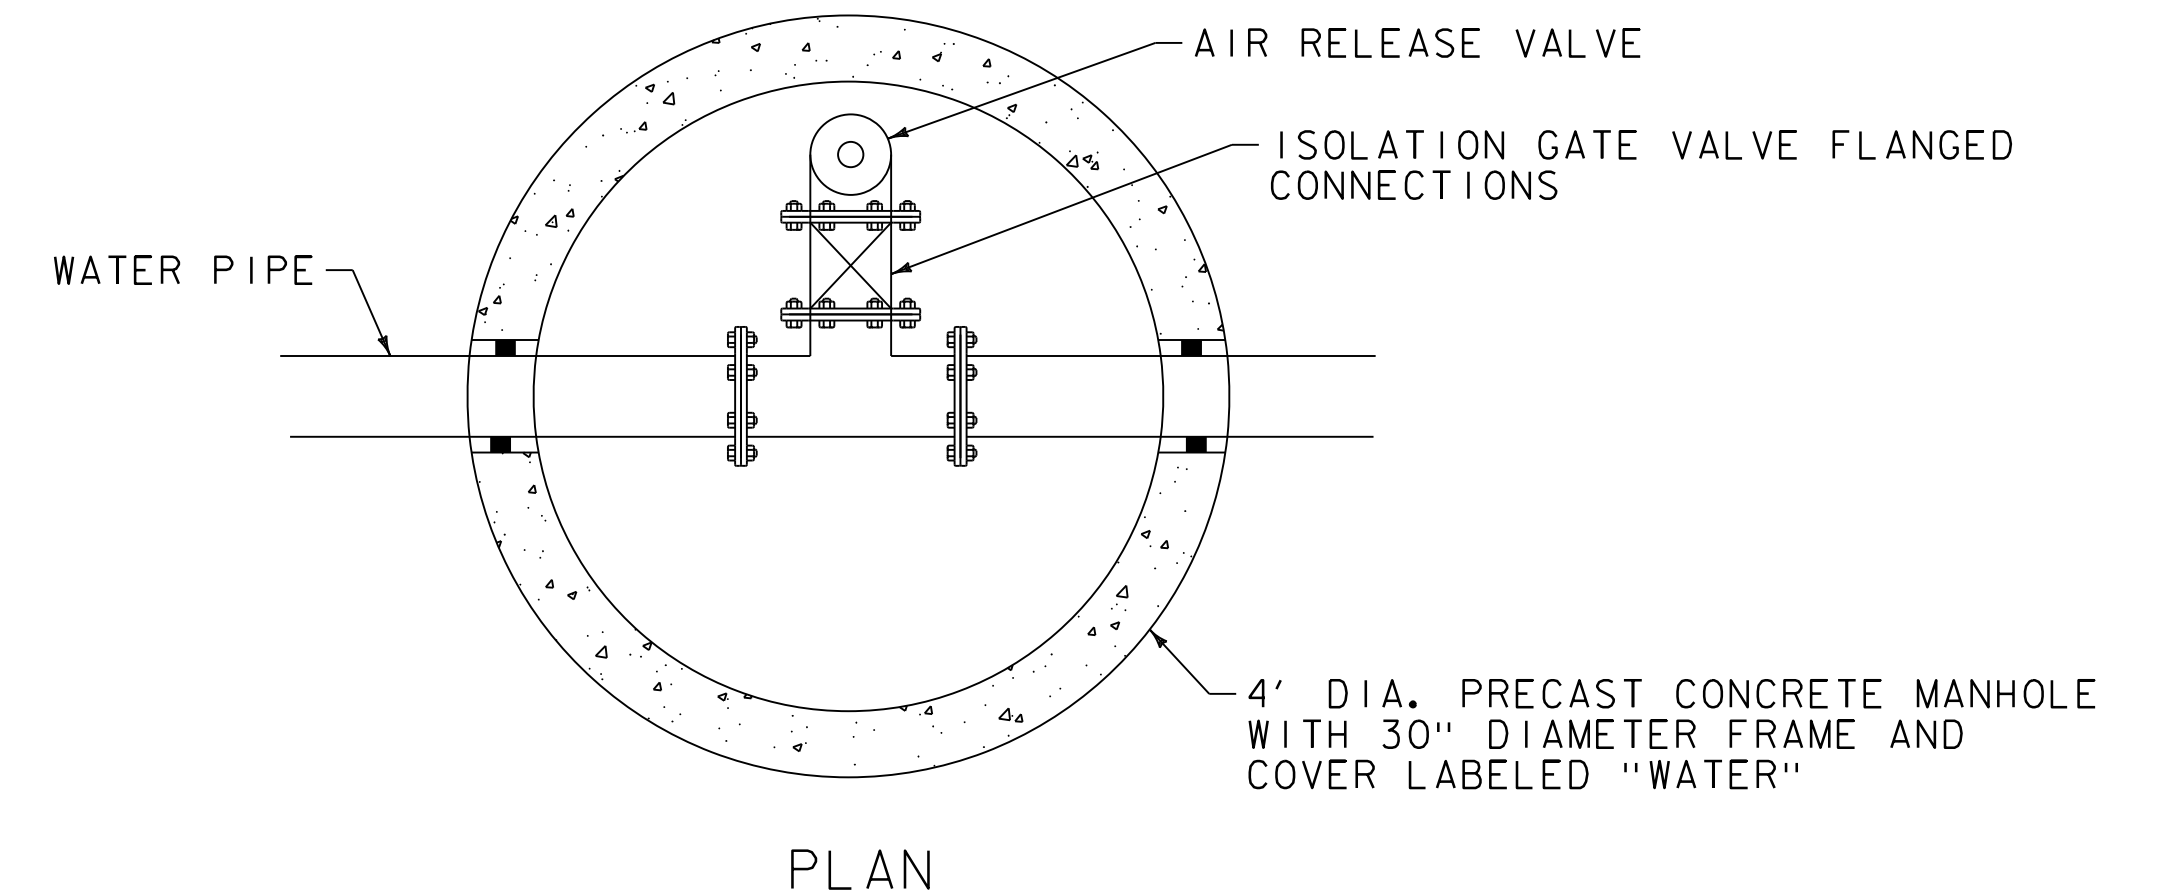 AIR RELEASE VALVE
ISOLATION GATE VALVE FLANGED
CONNECTIONS
WATER PIPE
4' DIA. PRECAST CONCRETE MANHOLE
WITH 30" DIAMETER FRAME AND
COVER LABELED "WATER"
PLAN